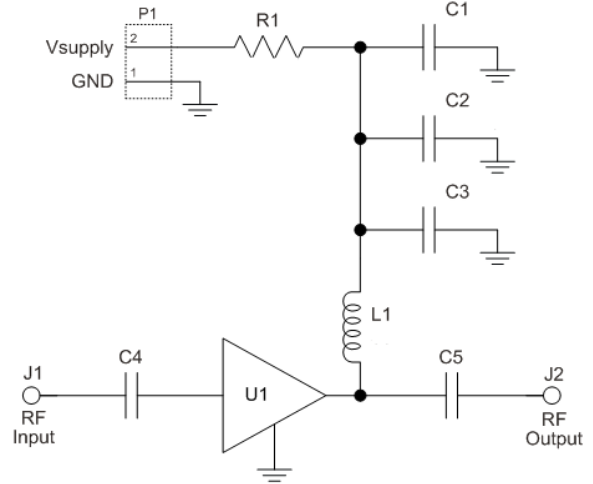 P1
R1
C1
Vsupply
2
GND
1
C2
C3
L1
J1
C4
U1
C5
J2
RF
Input
RF
Output